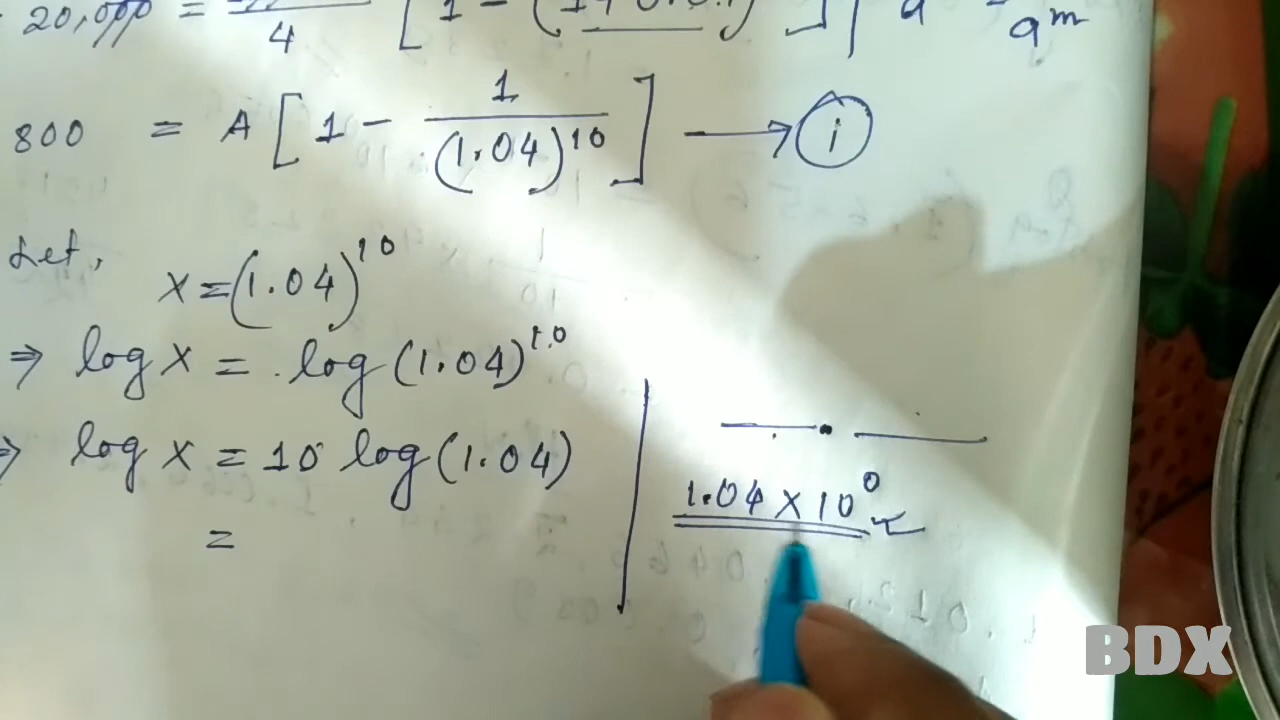 20,000 = 4 [ 1 - ( ) ] | a^m
800 = A [ 1 - 1/(1.04)^10 ] → (i)
Let,
x = (1.04)^10
⇒ log x = log (1.04)^10
⇒ log x = 10 log (1.04)
=
1.04 × 10^0
BDX